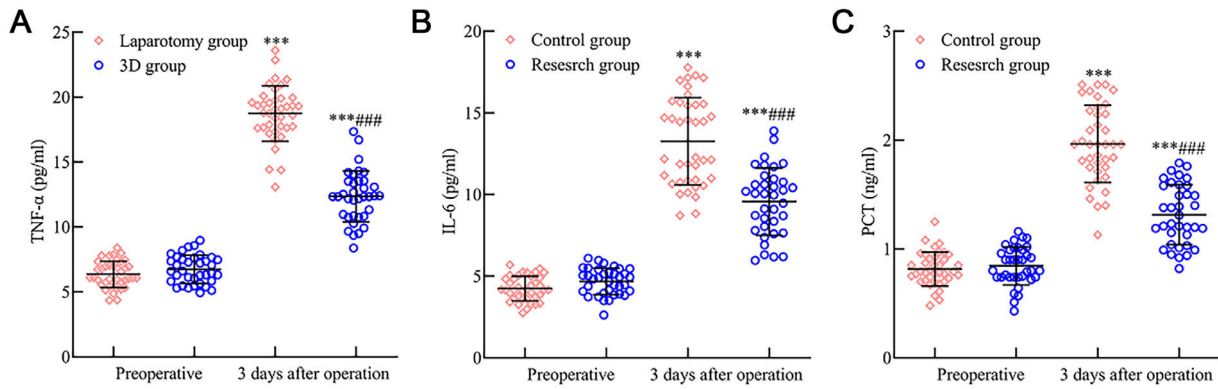 A
TNF-α (pg/ml)
25
20
15
10
5
0
Laparotomy group
3D group
***
***###
Preoperative
3 days after operation
B
IL-6 (pg/ml)
20
15
10
5
0
Control group
Resesrch group
***
***###
Preoperative
3 days after operation
C
PCT (ng/ml)
3
2
1
0
Control group
Resesrch group
***
***###
Preoperative
3 days after operation